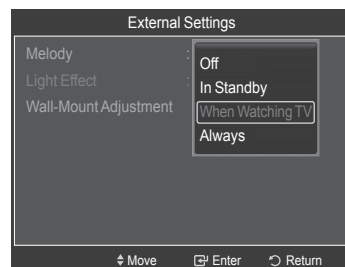 External Settings
Melody :
Off
Light Effect :
In Standby
Wall-Mount Adjustment
When Watching TV
Always
Move Enter Return